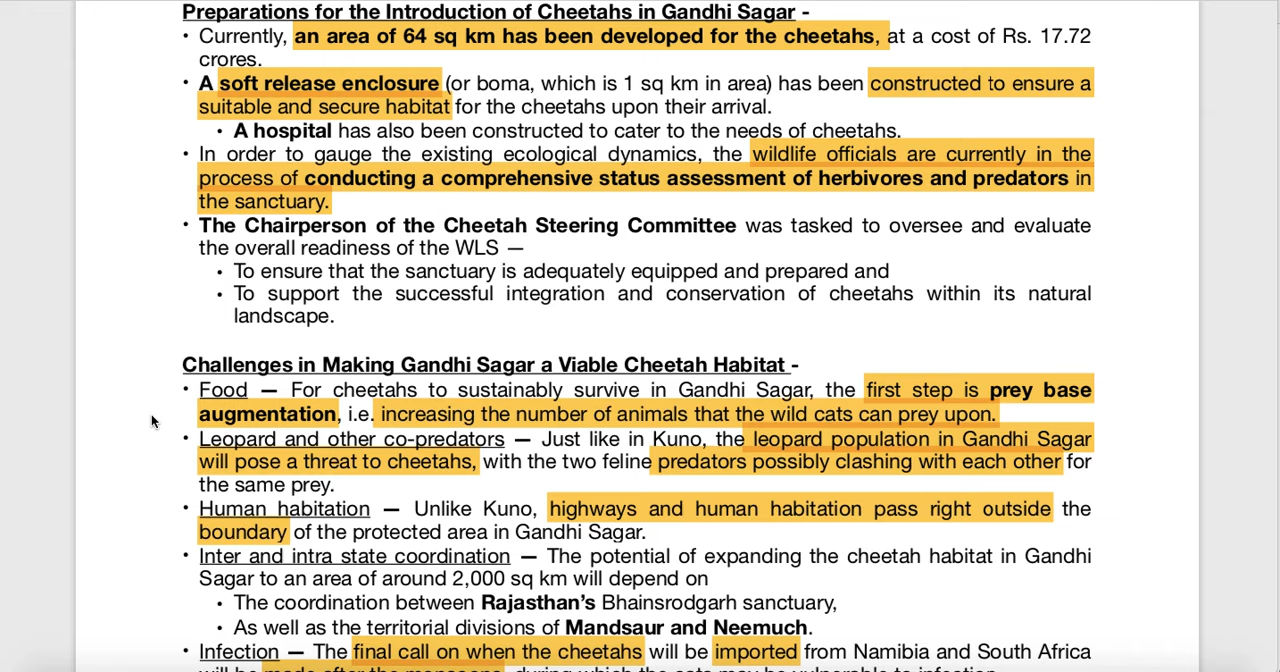 Preparations for the Introduction of Cheetahs in Gandhi Sagar -
• Currently, an area of 64 sq km has been developed for the cheetahs, at a cost of Rs. 17.72
crores.
• A soft release enclosure (or boma, which is 1 sq km in area) has been constructed to ensure a
suitable and secure habitat for the cheetahs upon their arrival.
• A hospital has also been constructed to cater to the needs of cheetahs.
• In order to gauge the existing ecological dynamics, the wildlife officials are currently in the
process of conducting a comprehensive status assessment of herbivores and predators in
the sanctuary.
• The Chairperson of the Cheetah Steering Committee was tasked to oversee and evaluate
the overall readiness of the WLS —
• To ensure that the sanctuary is adequately equipped and prepared and
• To support the successful integration and conservation of cheetahs within its natural
landscape.
Challenges in Making Gandhi Sagar a Viable Cheetah Habitat -
• Food — For cheetahs to sustainably survive in Gandhi Sagar, the first step is prey base
augmentation, i.e. increasing the number of animals that the wild cats can prey upon.
• Leopard and other co-predators — Just like in Kuno, the leopard population in Gandhi Sagar
will pose a threat to cheetahs, with the two feline predators possibly clashing with each other for
the same prey.
• Human habitation — Unlike Kuno, highways and human habitation pass right outside the
boundary of the protected area in Gandhi Sagar.
• Inter and intra state coordination — The potential of expanding the cheetah habitat in Gandhi
Sagar to an area of around 2,000 sq km will depend on
• The coordination between Rajasthan's Bhainsrodgarh sanctuary,
• As well as the territorial divisions of Mandsaur and Neemuch.
• Infection — The final call on when the cheetahs will be imported from Namibia and South Africa
will be made after the monsoons, during which the cats may be vulnerable to infection.